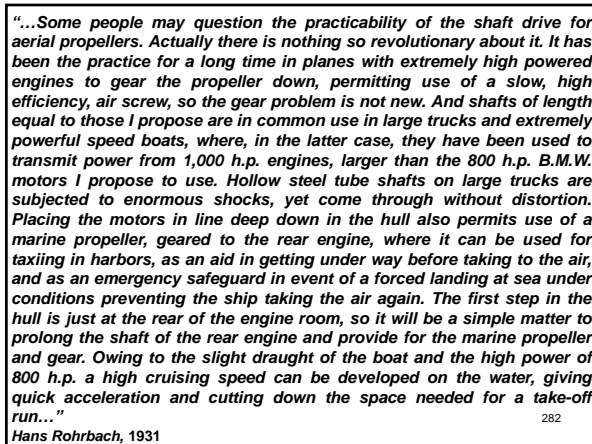 “…Some people may question the practicability of the shaft drive for
aerial propellers. Actually there is nothing so revolutionary about it. It has
been the practice for a long time in planes with extremely high powered
engines to gear the propeller down, permitting use of a slow, high
efficiency, air screw, so the gear problem is not new. And shafts of length
equal to those I propose are in common use in large trucks and extremely
powerful speed boats, where, in the latter case, they have been used to
transmit power from 1,000 h.p. engines, larger than the 800 h.p. B.M.W.
motors I propose to use. Hollow steel tube shafts on large trucks are
subjected to enormous shocks, yet come through without distortion.
Placing the motors in line deep down in the hull also permits use of a
marine propeller, geared to the rear engine, where it can be used for
taxiing in harbors, as an aid in getting under way before taking to the air,
and as an emergency safeguard in event of a forced landing at sea under
conditions preventing the ship taking the air again. The first step in the
hull is just at the rear of the engine room, so it will be a simple matter to
prolong the shaft of the rear engine and provide for the marine propeller
and gear. Owing to the slight draught of the boat and the high power of
800 h.p. a high cruising speed can be developed on the water, giving
quick acceleration and cutting down the space needed for a take-off
run…”
282
Hans Rohrbach, 1931